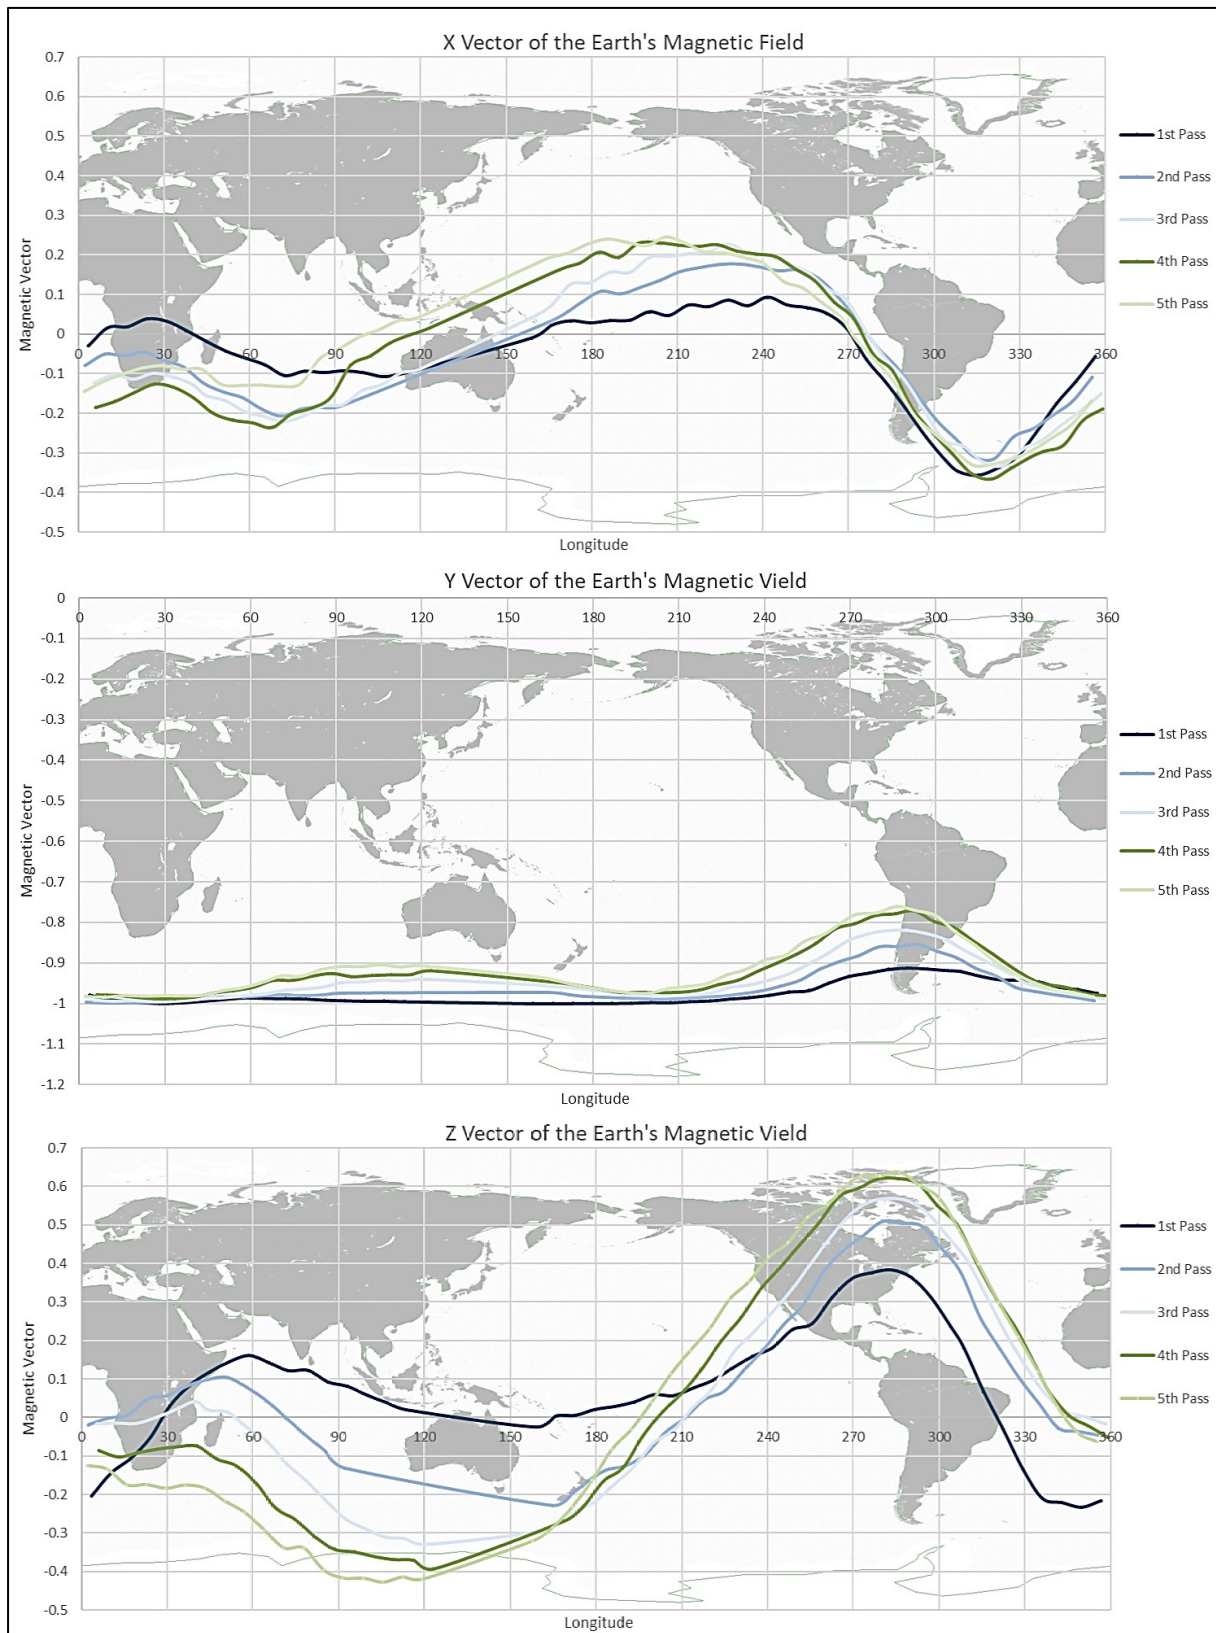 X Vector of the Earth's Magnetic Field
0.7
0.6
0.5
0.4
0.3
0.2
0.1
0
-0.1
-0.2
-0.3
-0.4
-0.5
0 30 60 90 120 150 180 210 240 270 300 330 360
Magnetic Vector
Longitude
1st Pass
2nd Pass
3rd Pass
4th Pass
5th Pass
Y Vector of the Earth's Magnetic Vield
0
-0.1
-0.2
-0.3
-0.4
-0.5
-0.6
-0.7
-0.8
-0.9
-1
-1.1
-1.2
0 30 60 90 120 150 180 210 240 270 300 330 360
Magnetic Vector
Longitude
1st Pass
2nd Pass
3rd Pass
4th Pass
5th Pass
Z Vector of the Earth's Magnetic Vield
0.7
0.6
0.5
0.4
0.3
0.2
0.1
0
-0.1
-0.2
-0.3
-0.4
-0.5
0 30 60 90 120 150 180 210 240 270 300 330 360
Magnetic Vector
Longitude
1st Pass
2nd Pass
3rd Pass
4th Pass
5th Pass